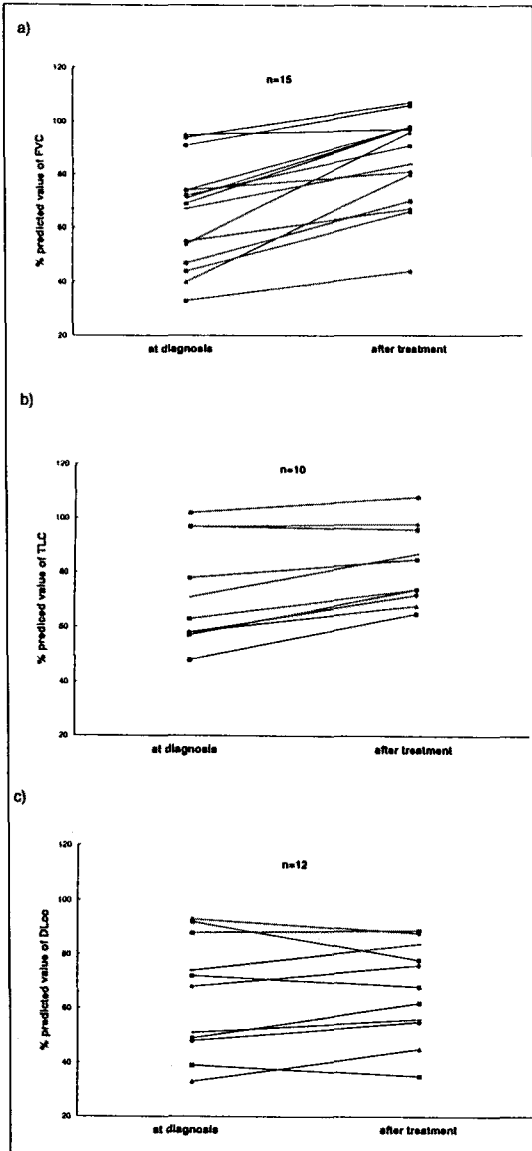 a)
n=15
% predicted value of FVC
120
100
80
60
40
20
at diagnosis
after treatment
b)
n=10
% prediced value of TLC
120
100
80
60
40
20
at diagnosis
after treatment
c)
n=12
% predicted value of DLco
120
100
80
60
40
20
at diagnosis
after treatment